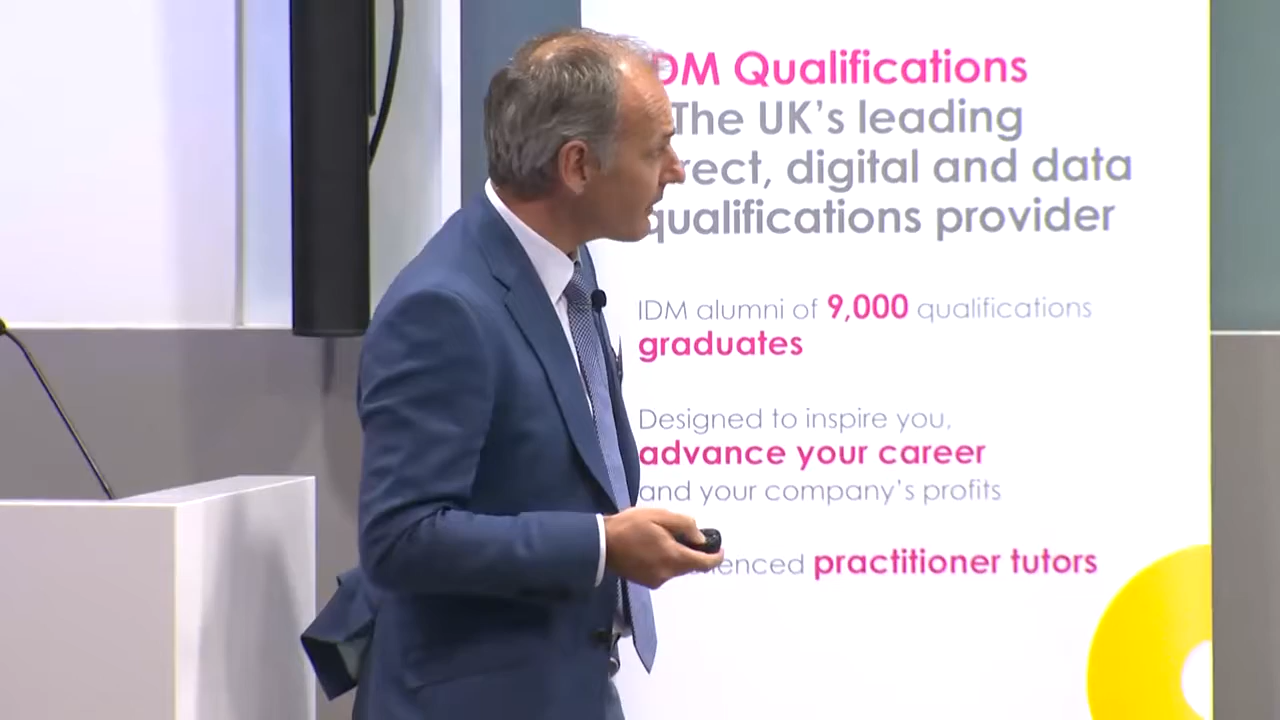 DM Qualifications
The UK's leading
rect, digital and data
qualifications provider
IDM alumni of 9,000 qualifications
graduates
Designed to inspire you,
advance your career
and your company's profits
ienced practitioner tutors